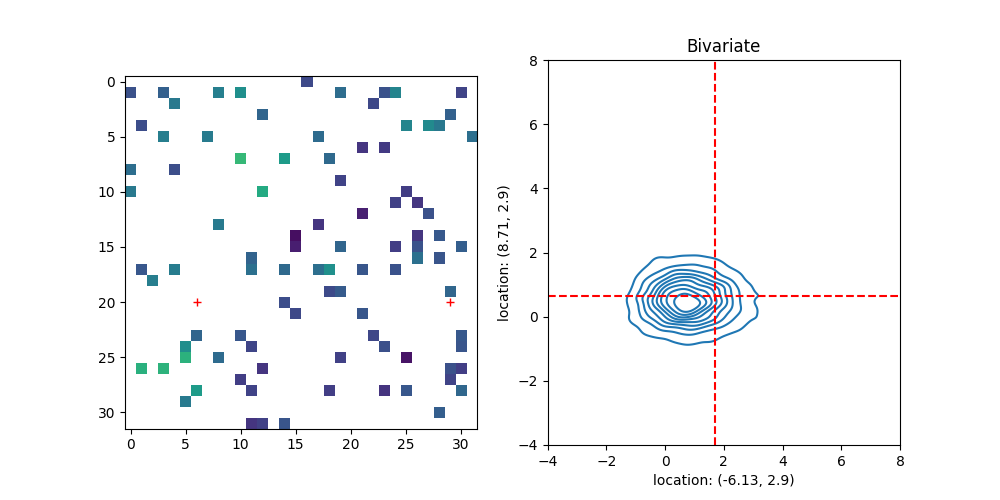 Bivariate
0
5
10
15
20
25
30
0 5 10 15 20 25 30
location: (8.71, 2.9)
8
6
4
2
0
−2
−4
−4 −2 0 2 4 6 8
location: (-6.13, 2.9)